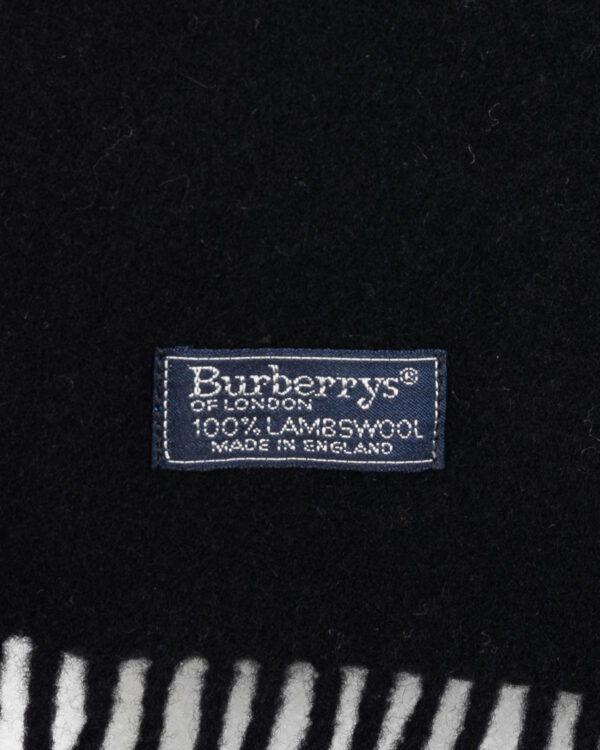 Burberrys®
OF LONDON
100% LAMBSWOOL
MADE IN ENGLAND